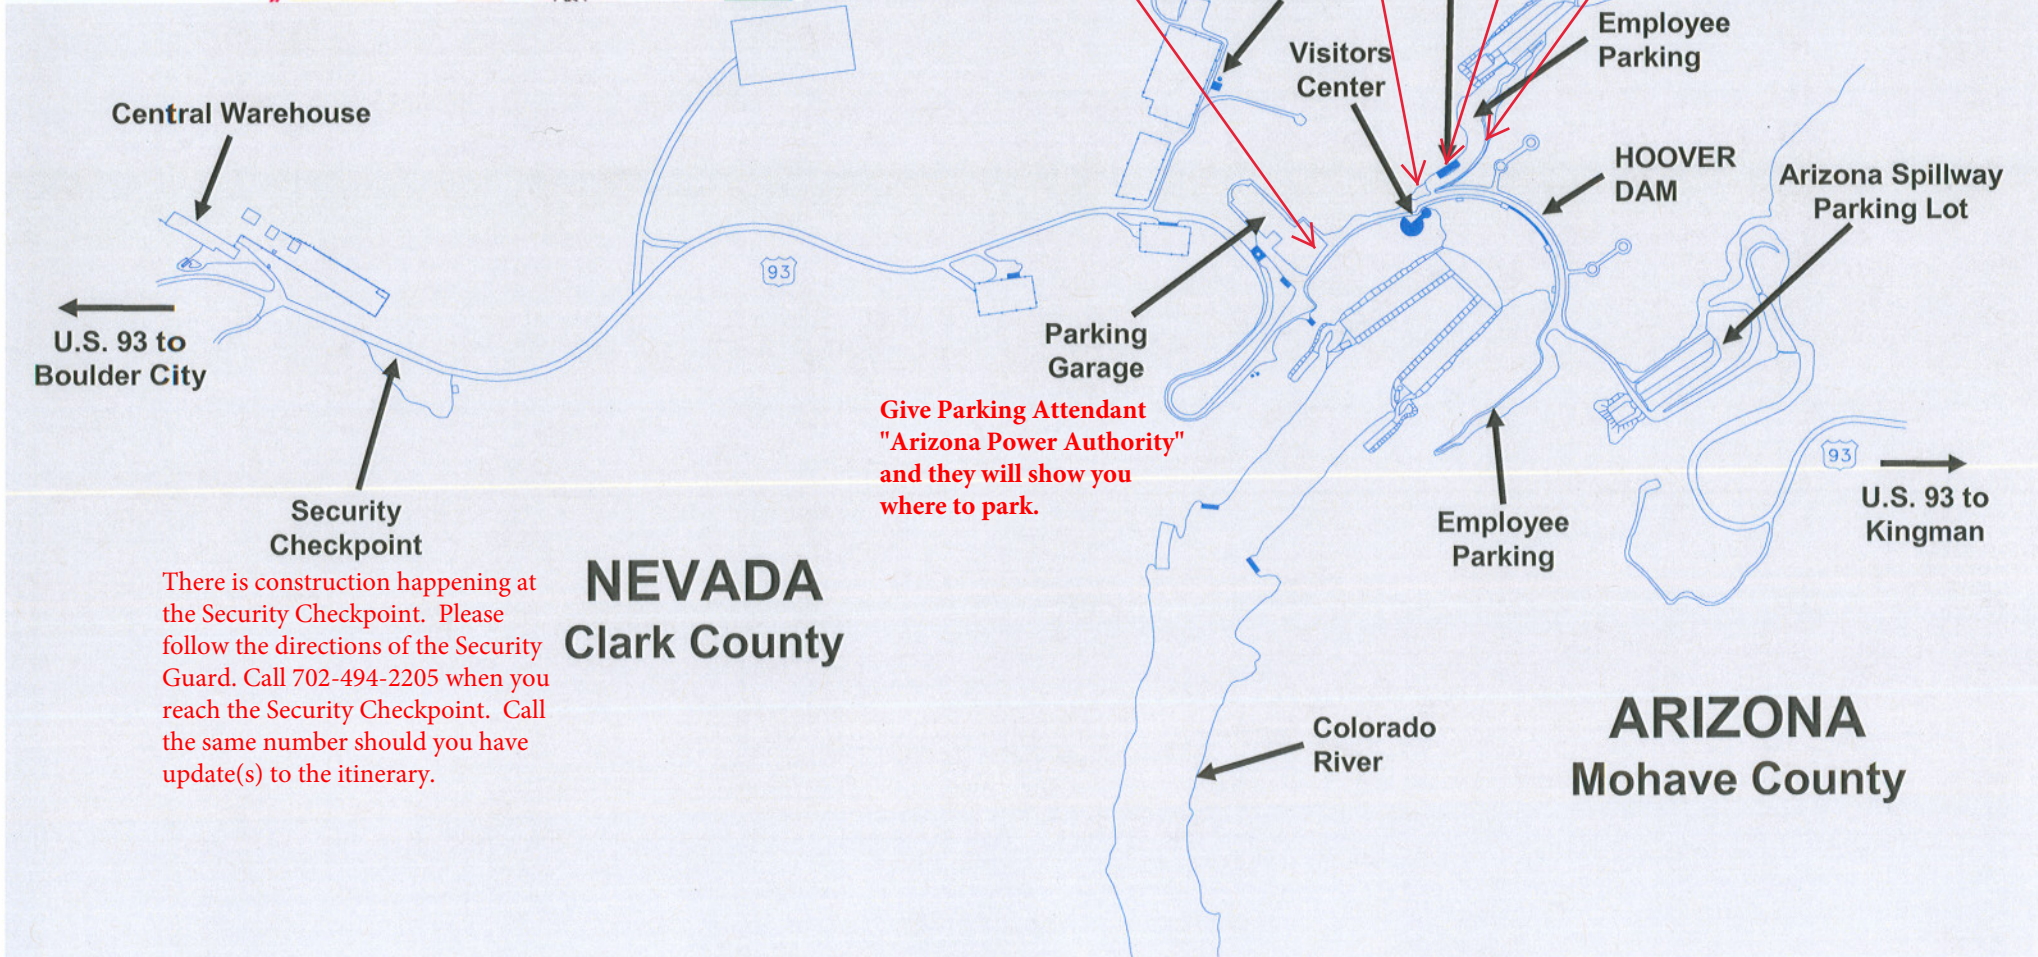 Employee
Parking
Visitors
Center
Central Warehouse
HOOVER
DAM
Arizona Spillway
Parking Lot
93
U.S. 93 to
Boulder City
Parking
Garage
Give Parking Attendant
"Arizona Power Authority"
and they will show you
where to park.
93
U.S. 93 to
Kingman
Security
Checkpoint
Employee
Parking
There is construction happening at
the Security Checkpoint.  Please
follow the directions of the Security
Guard. Call 702-494-2205 when you
reach the Security Checkpoint.  Call
the same number should you have
update(s) to the itinerary.
NEVADA
Clark County
Colorado
River
ARIZONA
Mohave County